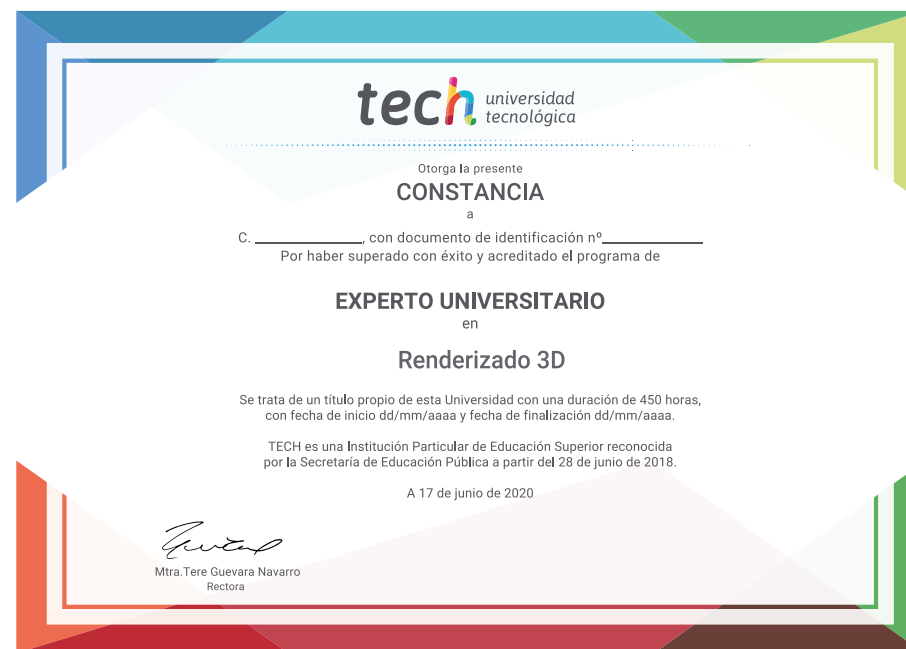 tech universidad
tecnológica
Otorga la presente
CONSTANCIA
a
C. ______________, con documento de identificación nº_____________
Por haber superado con éxito y acreditado el programa de
EXPERTO UNIVERSITARIO
en
Renderizado 3D
Se trata de un título propio de esta Universidad con una duración de 450 horas,
con fecha de inicio dd/mm/aaaa y fecha de finalización dd/mm/aaaa.
TECH es una Institución Particular de Educación Superior reconocida
por la Secretaría de Educación Pública a partir del 28 de junio de 2018.
A 17 de junio de 2020
Mtra.Tere Guevara Navarro
Rectora